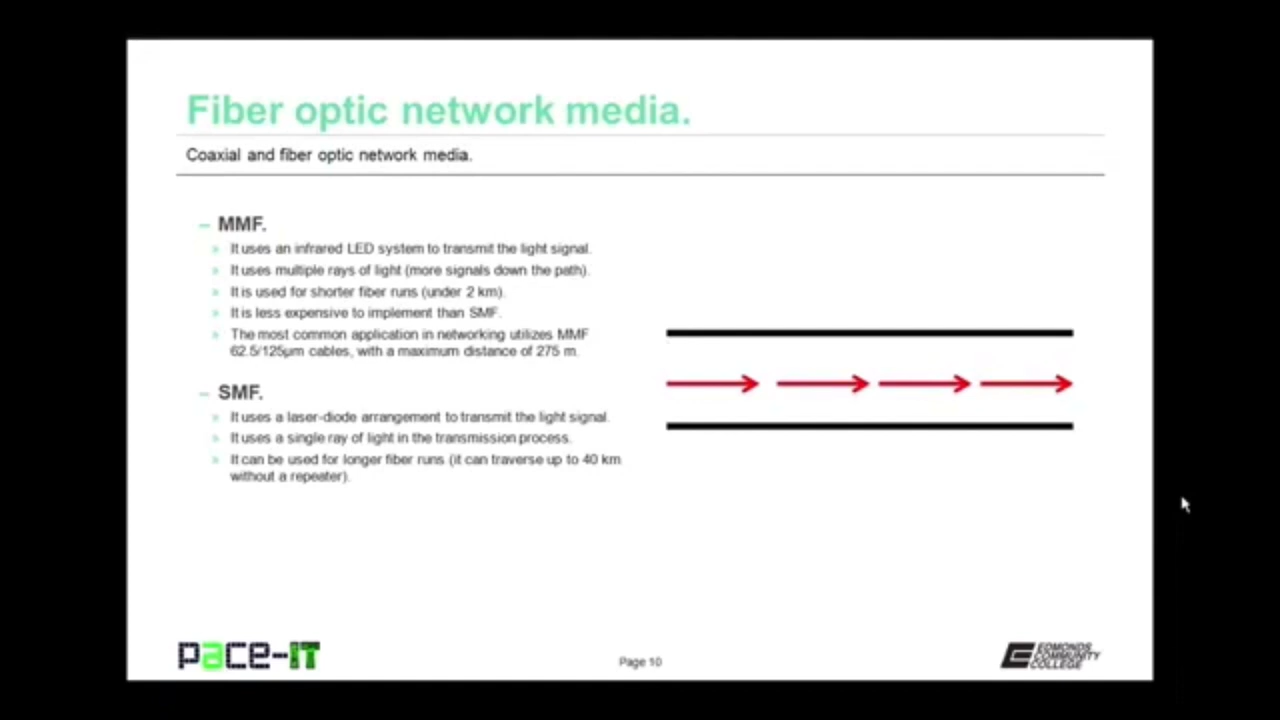 Fiber optic network media.
Coaxial and fiber optic network media.
– MMF.
» It uses an infrared LED system to transmit the light signal.
» It uses multiple rays of light (more signals down the path).
» It is used for shorter fiber runs (under 2 km).
» It is less expensive to implement than SMF.
» The most common application in networking utilizes MMF
62.5/125µm cables, with a maximum distance of 275 m.
– SMF.
» It uses a laser-diode arrangement to transmit the light signal.
» It uses a single ray of light in the transmission process.
» It can be used for longer fiber runs (it can traverse up to 40 km
without a repeater).
pace-IT
Page 10
EDMONDS
COMMUNITY
COLLEGE